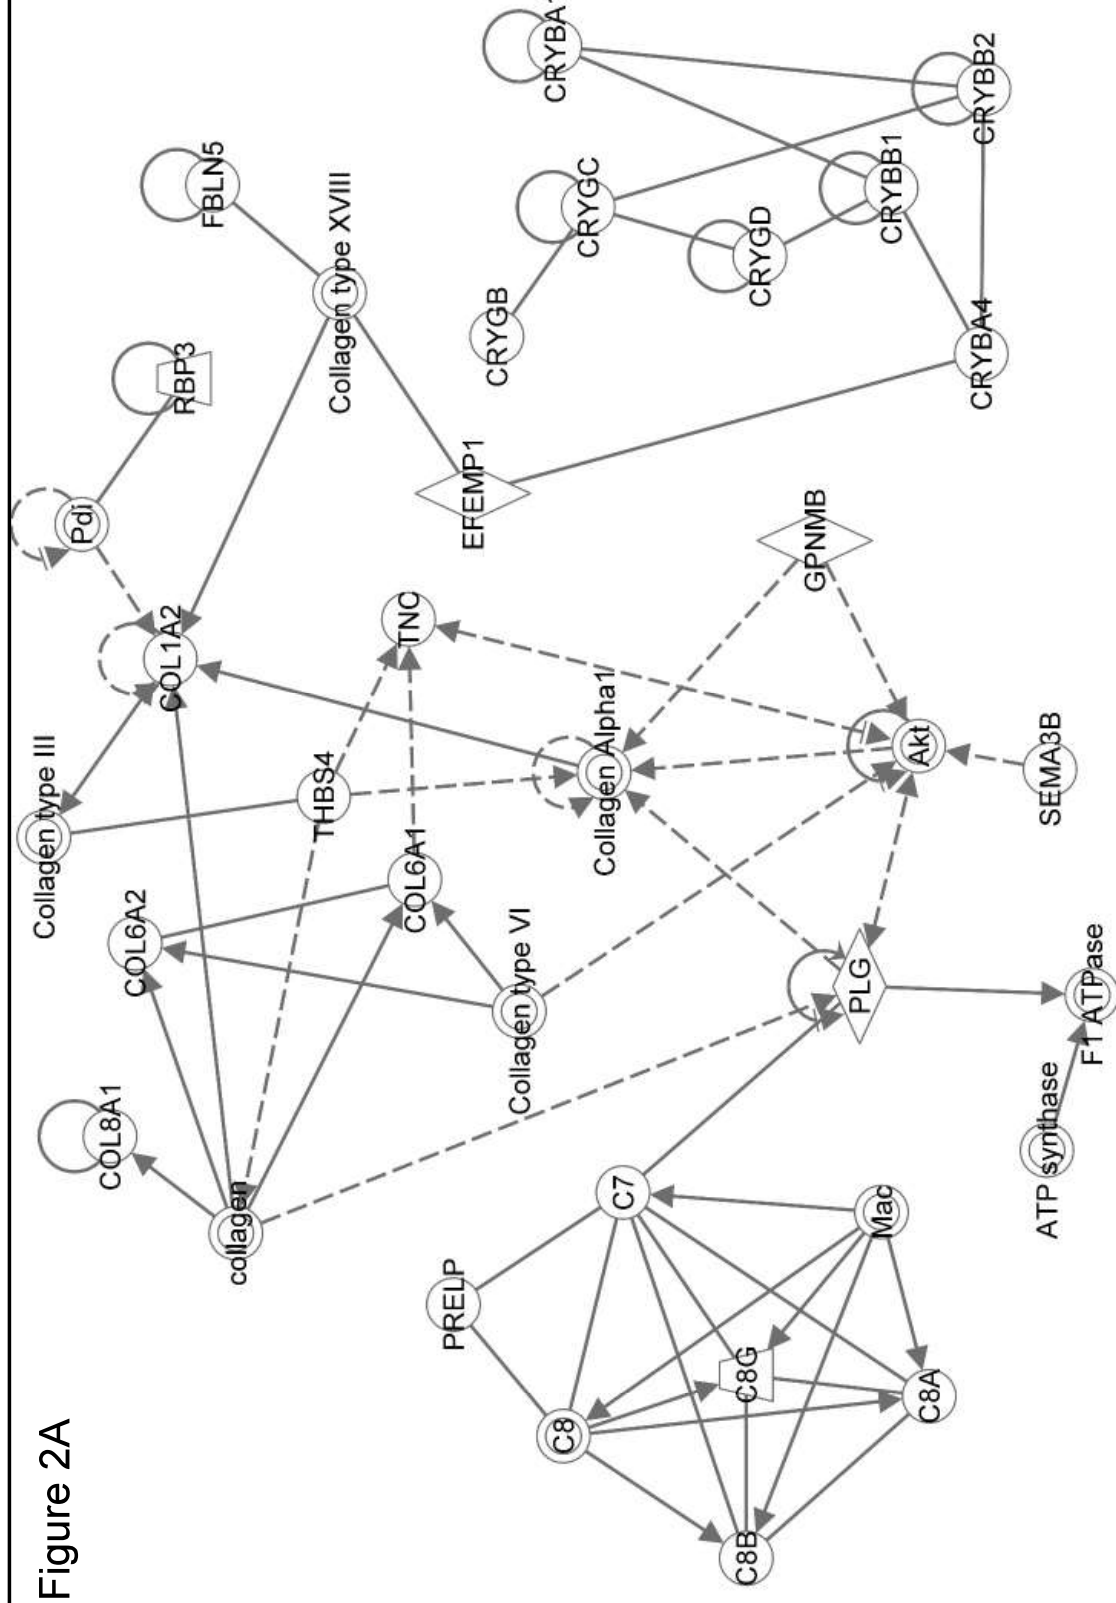 Figure 2A
Collagen type III
Pdi
COL8A1
COL6A2
COL1A2
RBP3
FBLN5
collagen
THBS4
Collagen type XVIII
COL6A1
TNC
PRELP
EFEMP1
CRYGB
Collagen type VI
CRYBA1
C8
CRYGC
Collagen Alpha1
C7
C8B
C8G
CRYGD
GPNMB
PLG
Mac
CRYBB1
Akt
C8A
CRYBA4
CRYBB2
ATP synthase
SEMA3B
F1 ATPase